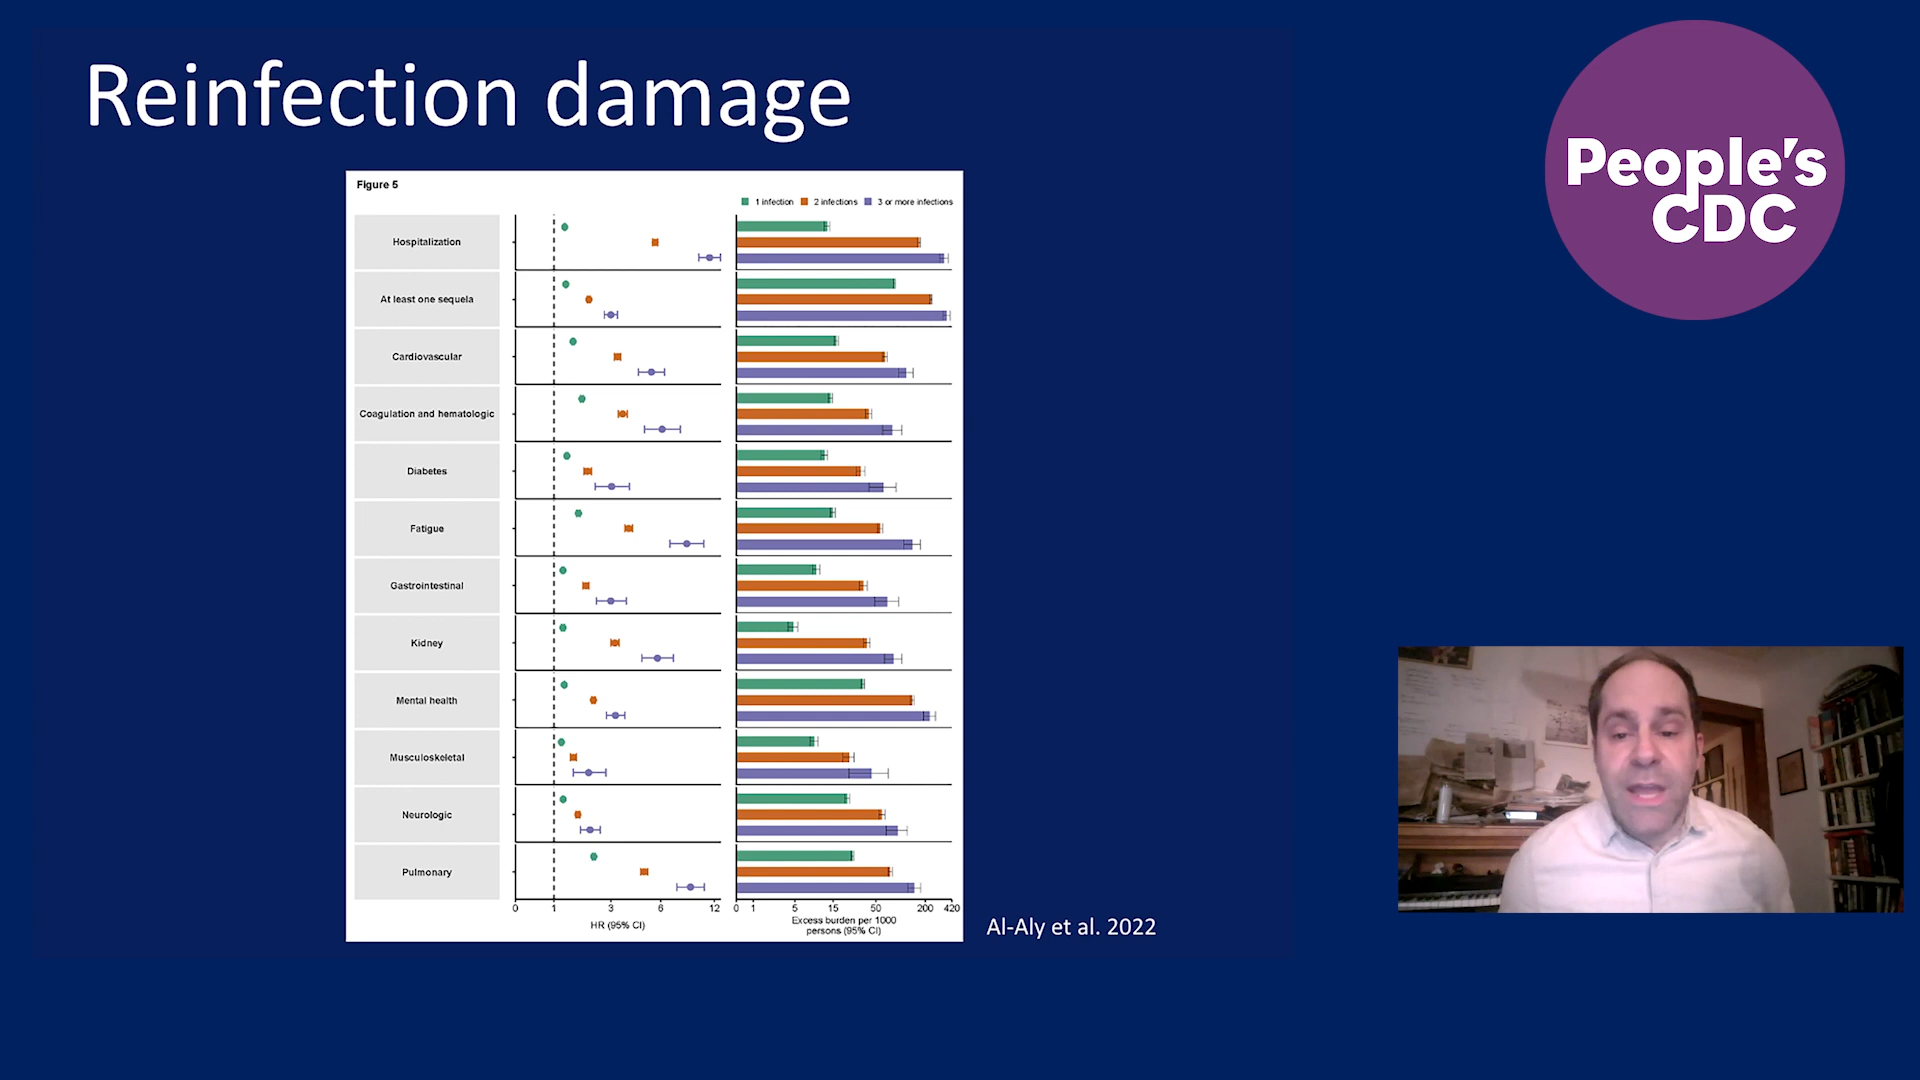 Reinfection damage
People's
CDC
Figure 5
1 infection 2 infections 3 or more infections
Hospitalization
At least one sequela
Cardiovascular
Coagulation and hematologic
Diabetes
Fatigue
Gastrointestinal
Kidney
Mental health
Musculoskeletal
Neurologic
Pulmonary
0 1 3 6 12
HR (95% CI)
0 1 5 15 50 200 420
Excess burden per 1000
persons (95% CI)
Al-Aly et al. 2022